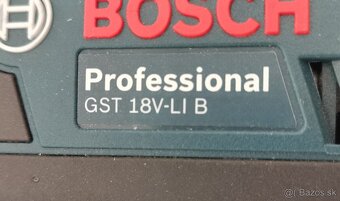 BOSCH
Professional
GST 18V-LI B
© Bazos.sk